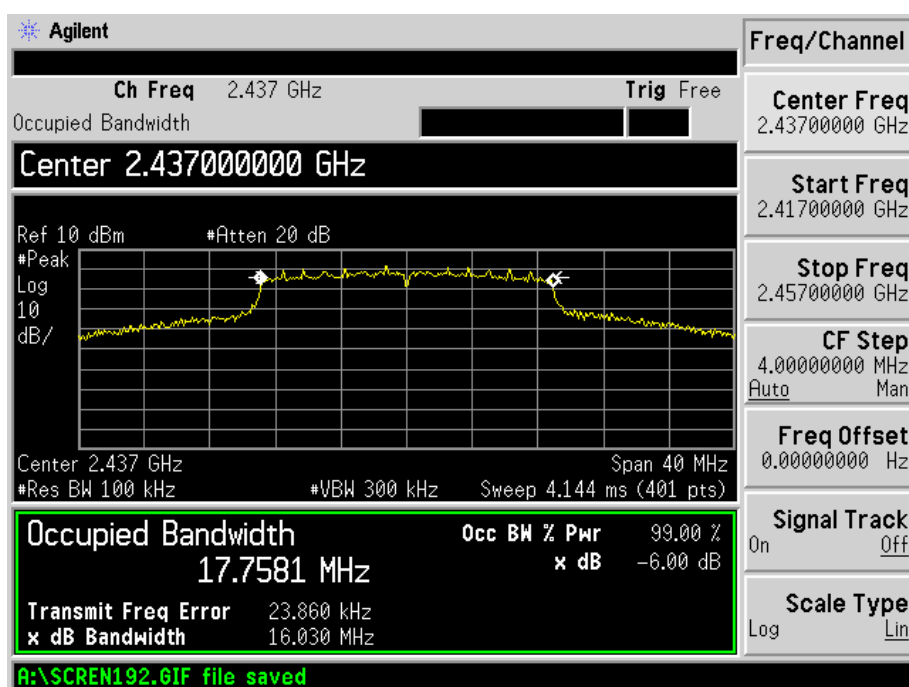 Agilent
Ch Freq 2.437 GHz Trig Free
Occupied Bandwidth
Center 2.437000000 GHz
Ref 10 dBm #Atten 20 dB
#Peak
Log
10
dB/
Center 2.437 GHz Span 40 MHz
#Res BW 100 kHz #VBW 300 kHz Sweep 4.144 ms (401 pts)
Occupied Bandwidth
17.7581 MHz
Occ BW % Pwr 99.00 %
x dB -6.00 dB
Transmit Freq Error 23.860 kHz
x dB Bandwidth 16.030 MHz
A:\SCREN192.GIF file saved
Freq/Channel
Center Freq
2.43700000 GHz
Start Freq
2.41700000 GHz
Stop Freq
2.45700000 GHz
CF Step
4.00000000 MHz
Auto Man
Freq Offset
0.00000000 Hz
Signal Track
On Off
Scale Type
Log Lin